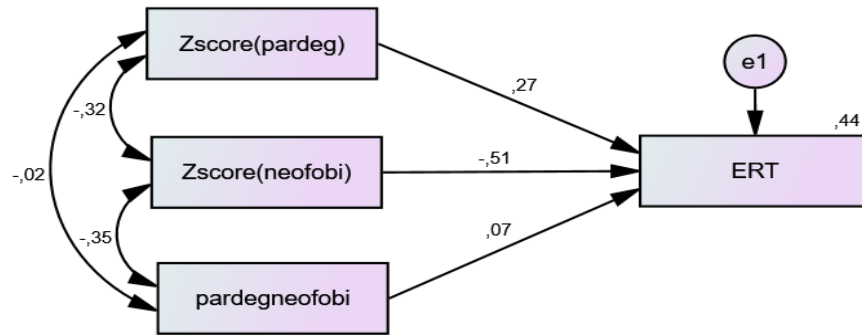 Zscore(pardeg)
e1
,27
-,32
,44
Zscore(neofobi)
-,51
ERT
-,02
-,35
,07
pardegneofobi